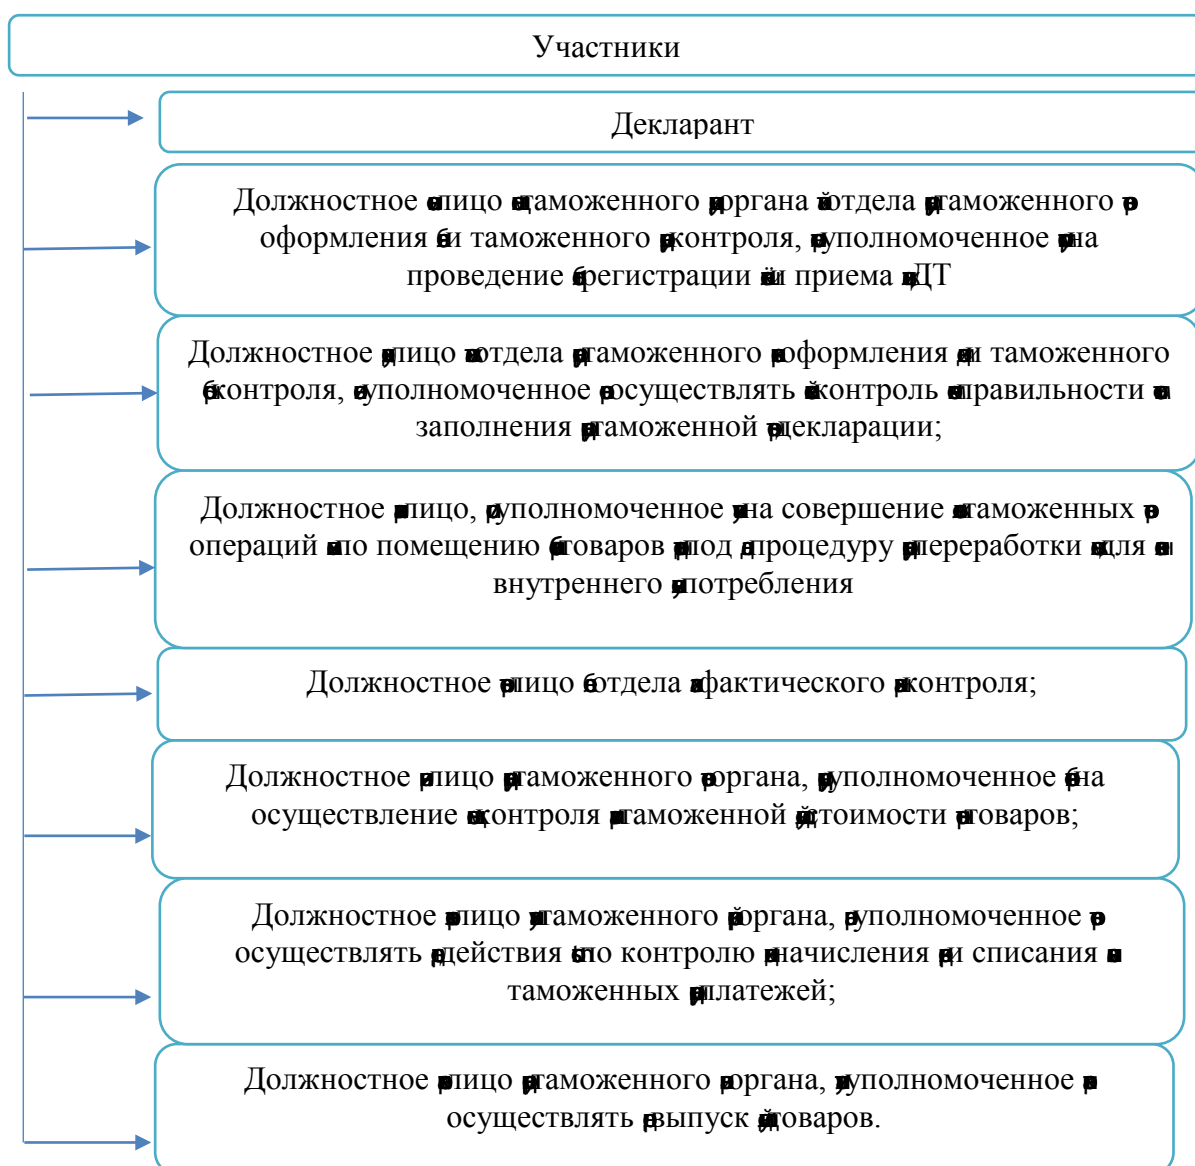 Участники
Декларант
Должностное лицо таможенного органа отдела таможенного
оформления и таможенного контроля, уполномоченное на
проведение регистрации и приема ДТ
Должностное лицо отдела таможенного оформления и таможенного
контроля, уполномоченное осуществлять контроль правильности
заполнения таможенной декларации;
Должностное лицо, уполномоченное на совершение таможенных
операций по помещению товаров под процедуру переработки для
внутреннего потребления
Должностное лицо отдела фактического контроля;
Должностное лицо таможенного органа, уполномоченное на
осуществление контроля таможенной стоимости товаров;
Должностное лицо таможенного органа, уполномоченное
осуществлять действия по контролю начисления и списания
таможенных платежей;
Должностное лицо таможенного органа, уполномоченное
осуществлять выпуск товаров.